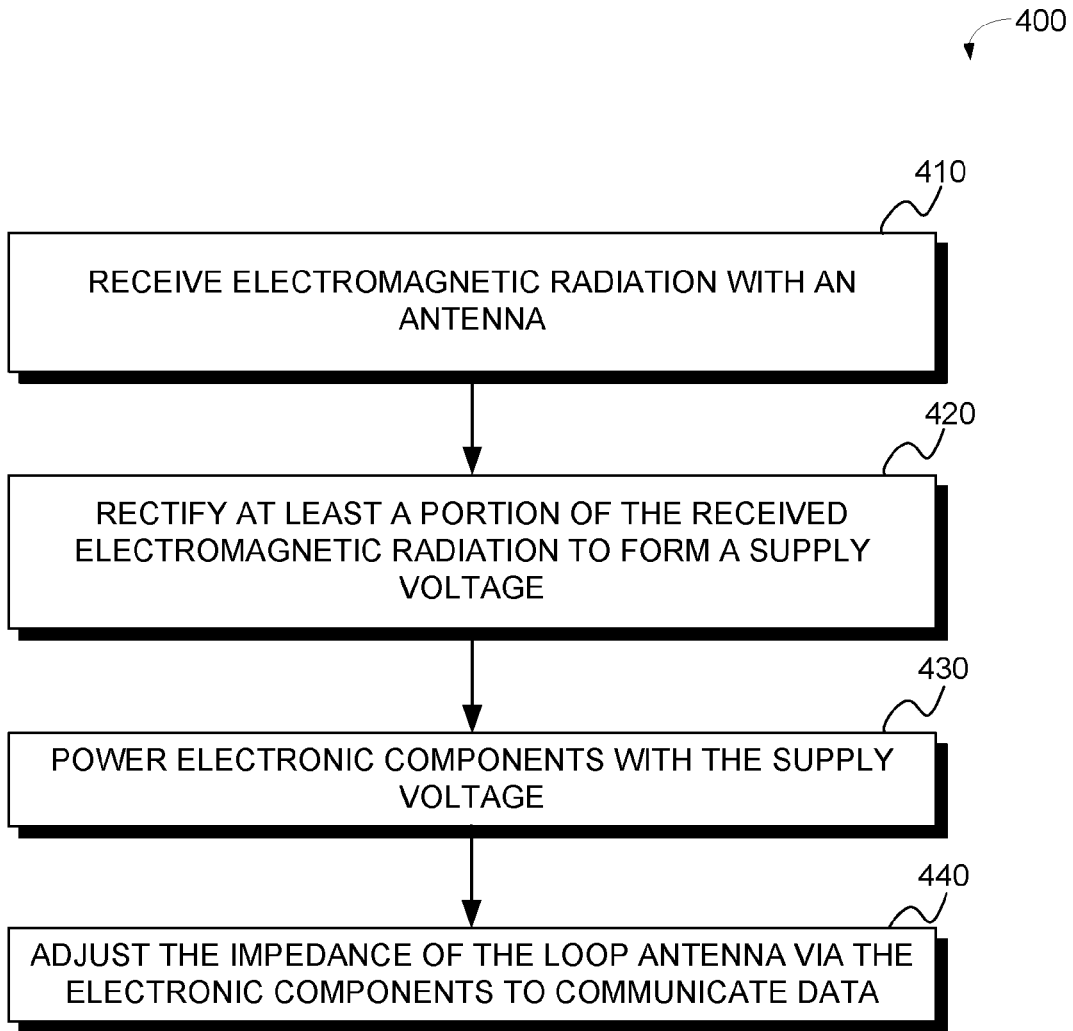 400
410
RECEIVE ELECTROMAGNETIC RADIATION WITH AN
ANTENNA
420
RECTIFY AT LEAST A PORTION OF THE RECEIVED
ELECTROMAGNETIC RADIATION TO FORM A SUPPLY
VOLTAGE
430
POWER ELECTRONIC COMPONENTS WITH THE SUPPLY
VOLTAGE
440
ADJUST THE IMPEDANCE OF THE LOOP ANTENNA VIA THE
ELECTRONIC COMPONENTS TO COMMUNICATE DATA